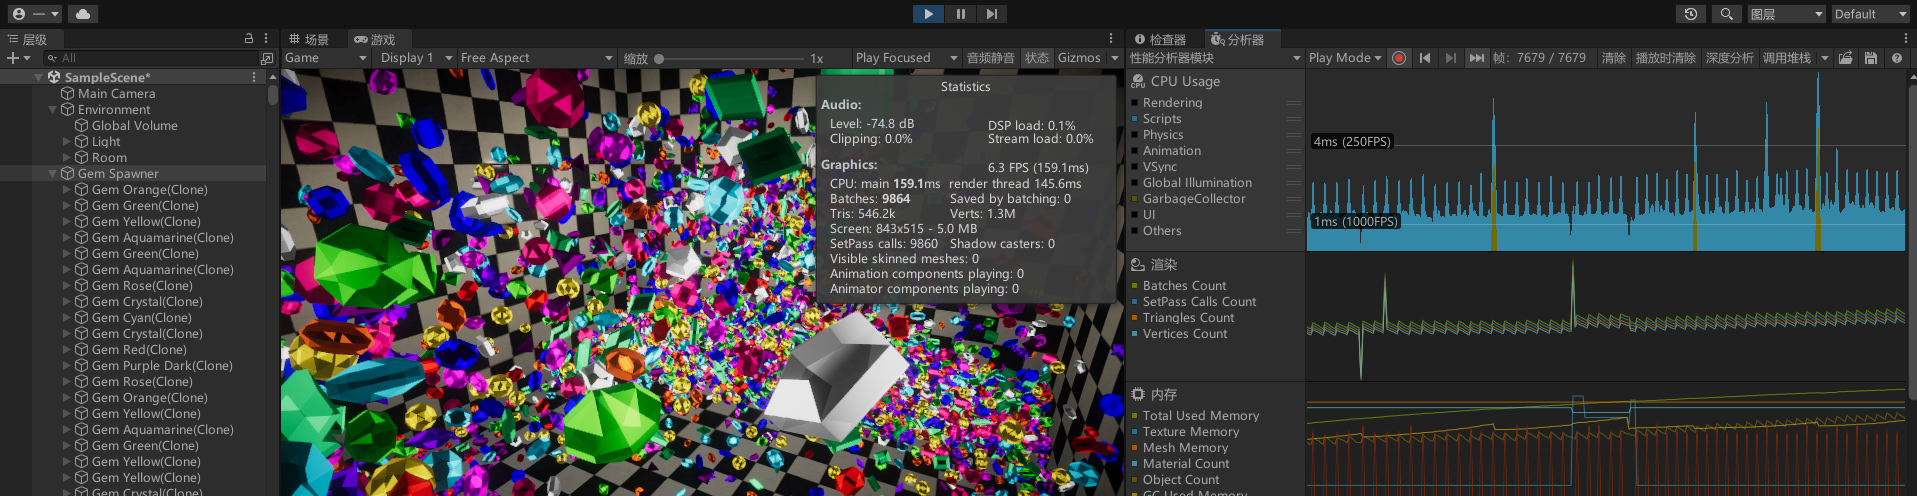 图层
Default
层级
All
SampleScene*
Main Camera
Environment
Global Volume
Light
Room
Gem Spawner
Gem Orange(Clone)
Gem Green(Clone)
Gem Yellow(Clone)
Gem Aquamarine(Clone)
Gem Green(Clone)
Gem Aquamarine(Clone)
Gem Rose(Clone)
Gem Crystal(Clone)
Gem Cyan(Clone)
Gem Crystal(Clone)
Gem Red(Clone)
Gem Purple Dark(Clone)
Gem Rose(Clone)
Gem Orange(Clone)
Gem Yellow(Clone)
Gem Aquamarine(Clone)
Gem Green(Clone)
Gem Yellow(Clone)
Gem Yellow(Clone)
Gem Crystal(Clone)
场景 游戏
Game Display 1 Free Aspect 缩放 1x Play Focused 音频静音 状态 Gizmos
Statistics
Audio:
Level: -74.8 dB DSP load: 0.1%
Clipping: 0.0% Stream load: 0.0%
Graphics: 6.3 FPS (159.1ms)
CPU: main 159.1ms render thread 145.6ms
Batches: 9864 Saved by batching: 0
Tris: 546.2k Verts: 1.3M
Screen: 843x515 - 5.0 MB
SetPass calls: 9860 Shadow casters: 0
Visible skinned meshes: 0
Animation components playing: 0
Animator components playing: 0
检查器 分析器
性能分析器模块 Play Mode 帧: 7679 / 7679 清除 播放时清除 深度分析 调用堆栈
CPU Usage
Rendering
Scripts
Physics
Animation
VSync
Global Illumination
GarbageCollector
UI
Others
4ms (250FPS)
1ms (1000FPS)
渲染
Batches Count
SetPass Calls Count
Triangles Count
Vertices Count
内存
Total Used Memory
Texture Memory
Mesh Memory
Material Count
Object Count
GC Used Memory